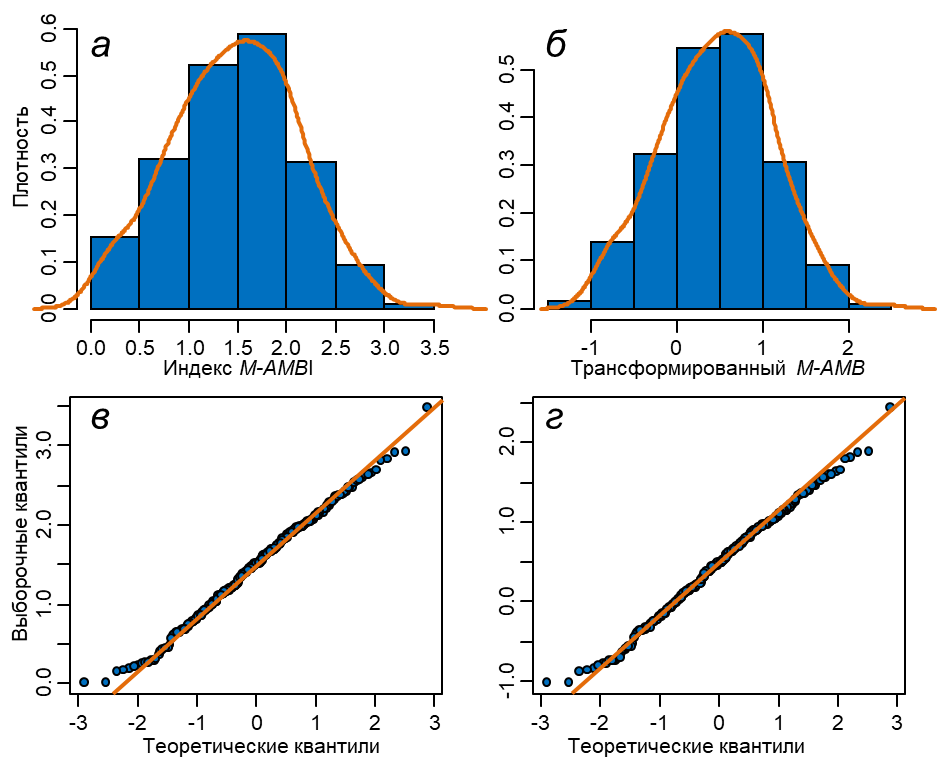 а
Плотность
0.0 0.1 0.2 0.3 0.4 0.5 0.6
0.0 0.5 1.0 1.5 2.0 2.5 3.0 3.5
Индекс M-AMBI
б
0.0 0.1 0.2 0.3 0.4 0.5
-1 0 1 2
Трансформированный M-AMB
в
Выборочные квантили
0.0 1.0 2.0 3.0
-3 -2 -1 0 1 2 3
Теоретические квантили
г
-1.0 0.0 1.0 2.0
-3 -2 -1 0 1 2 3
Теоретические квантили